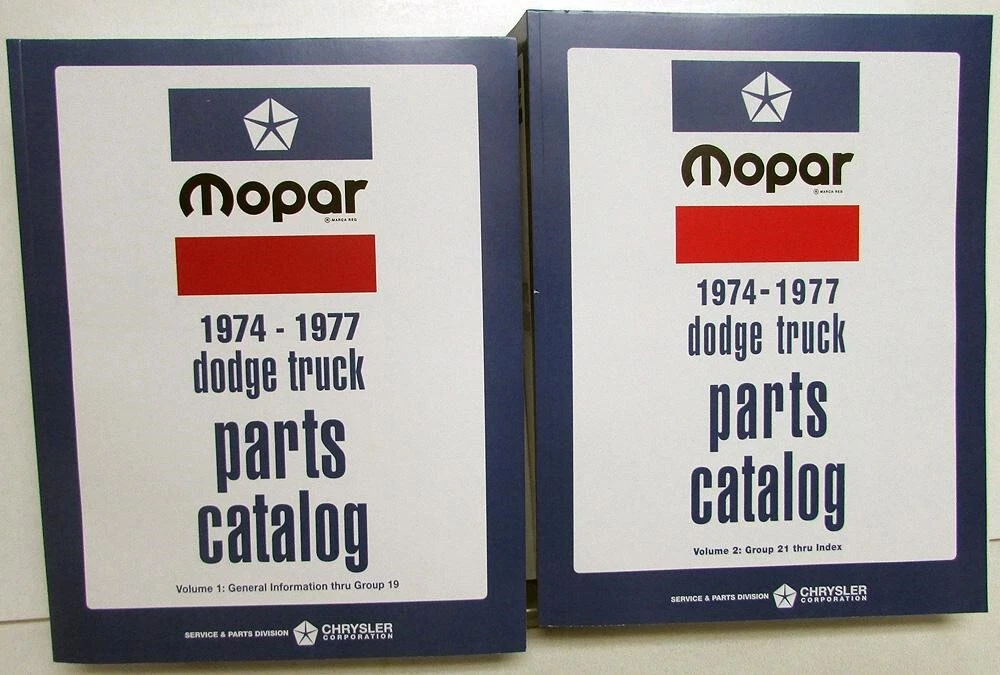 mopar
® MARCA REG
1974 - 1977
dodge truck
parts
catalog
Volume 1: General Information thru Group 19
SERVICE & PARTS DIVISION
CHRYSLER
CORPORATION
mopar
® MARCA REG
1974-1977
dodge truck
parts
catalog
Volume 2: Group 21 thru Index
SERVICE & PARTS DIVISION
CHRYSLER
CORPORATION